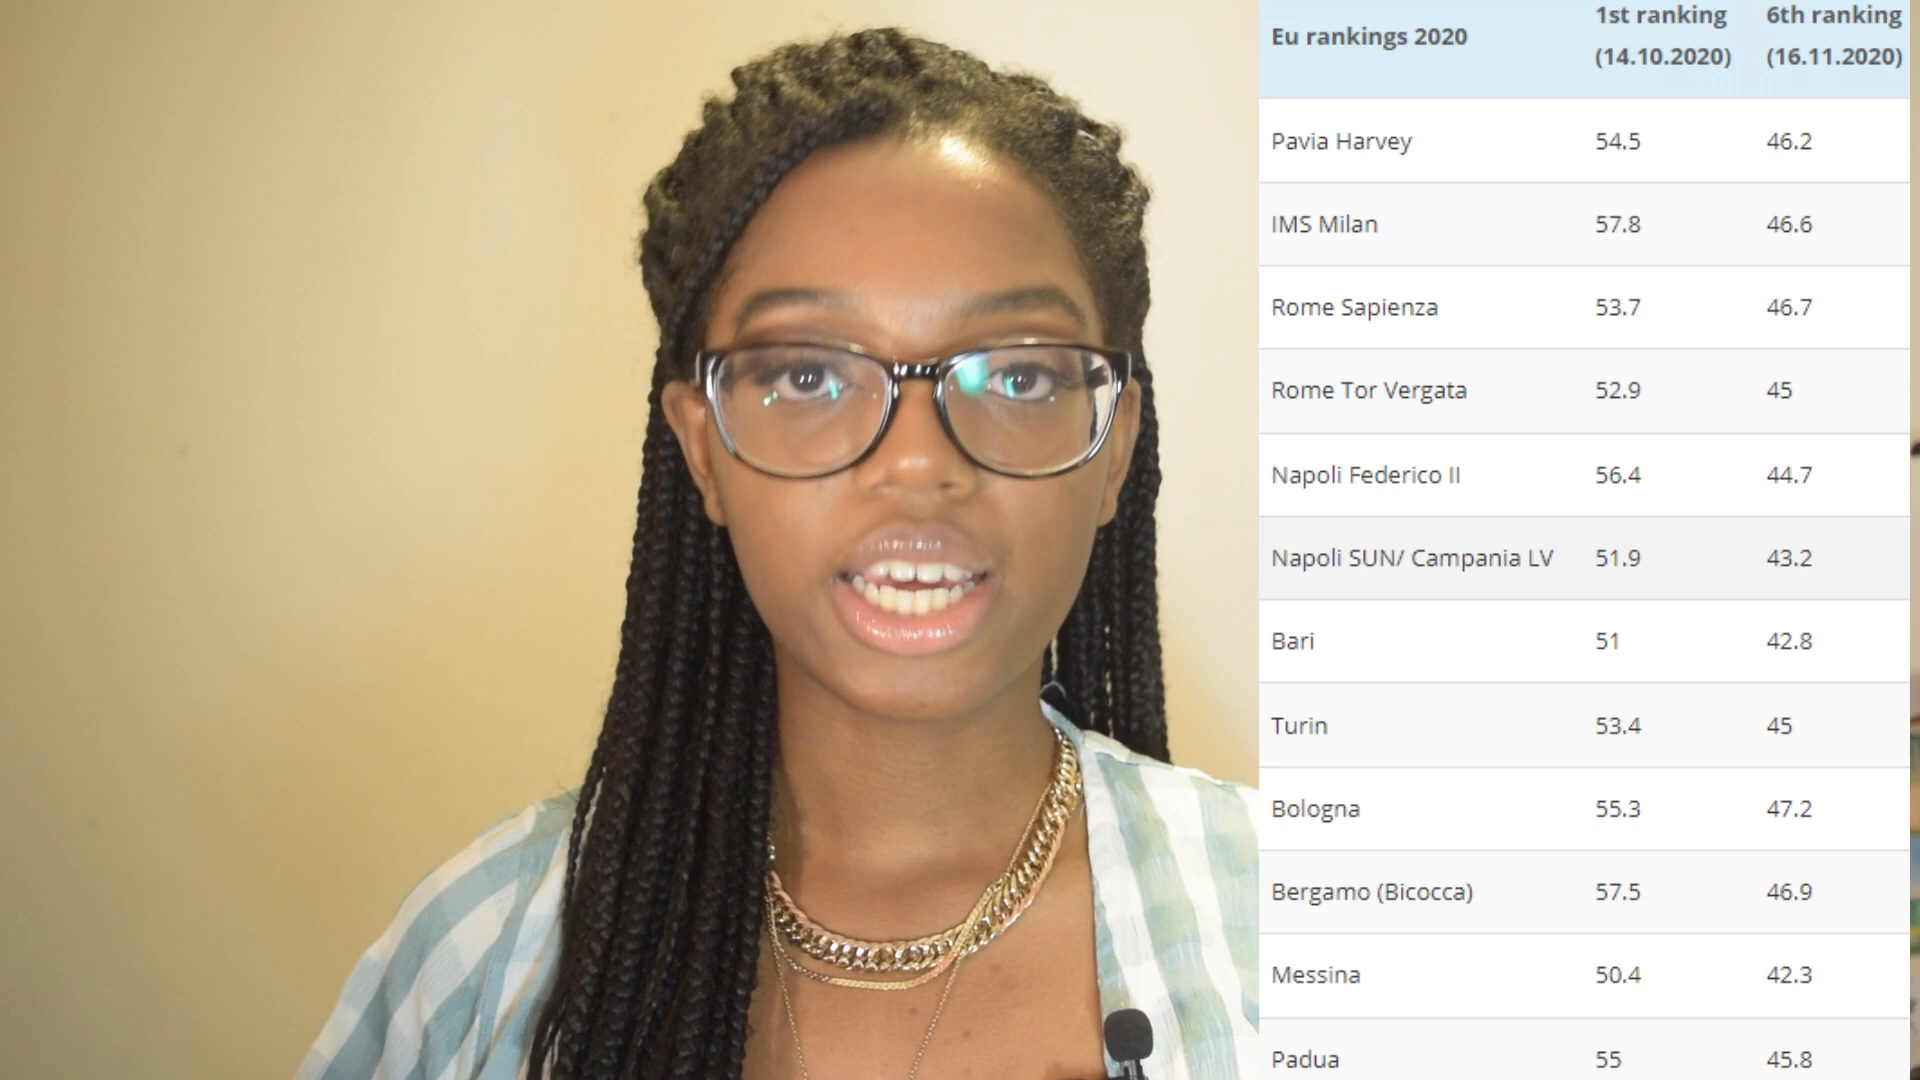 Eu rankings 2020 1st ranking (14.10.2020) 6th ranking (16.11.2020)
Pavia Harvey 54.5 46.2
IMS Milan 57.8 46.6
Rome Sapienza 53.7 46.7
Rome Tor Vergata 52.9 45
Napoli Federico II 56.4 44.7
Napoli SUN/ Campania LV 51.9 43.2
Bari 51 42.8
Turin 53.4 45
Bologna 55.3 47.2
Bergamo (Bicocca) 57.5 46.9
Messina 50.4 42.3
Padua 55 45.8